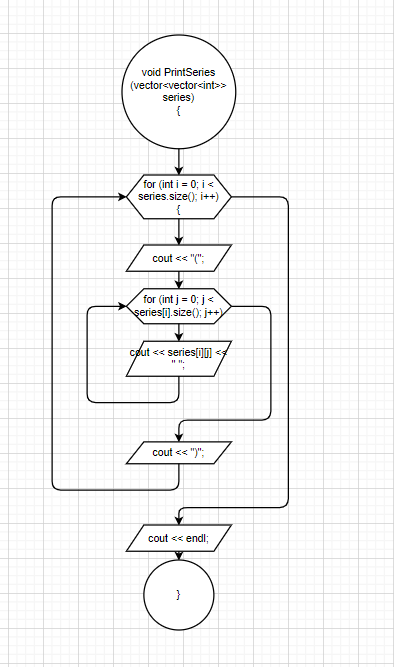 void PrintSeries
(vector<vector<int>>
series)
{
for (int i = 0; i <
series.size(); i++)
{
cout << "(";
for (int j = 0; j <
series[i].size(); j++)
cout << series[i][j] <<
" ";
cout << ")";
cout << endl;
}